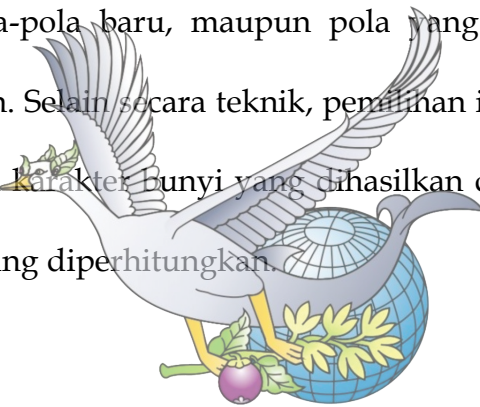 a-pola baru, maupun pola yang
n. Selain secara teknik, pemilihan i
karakter bunyi yang dihasilkan
ng diperhitungkan.